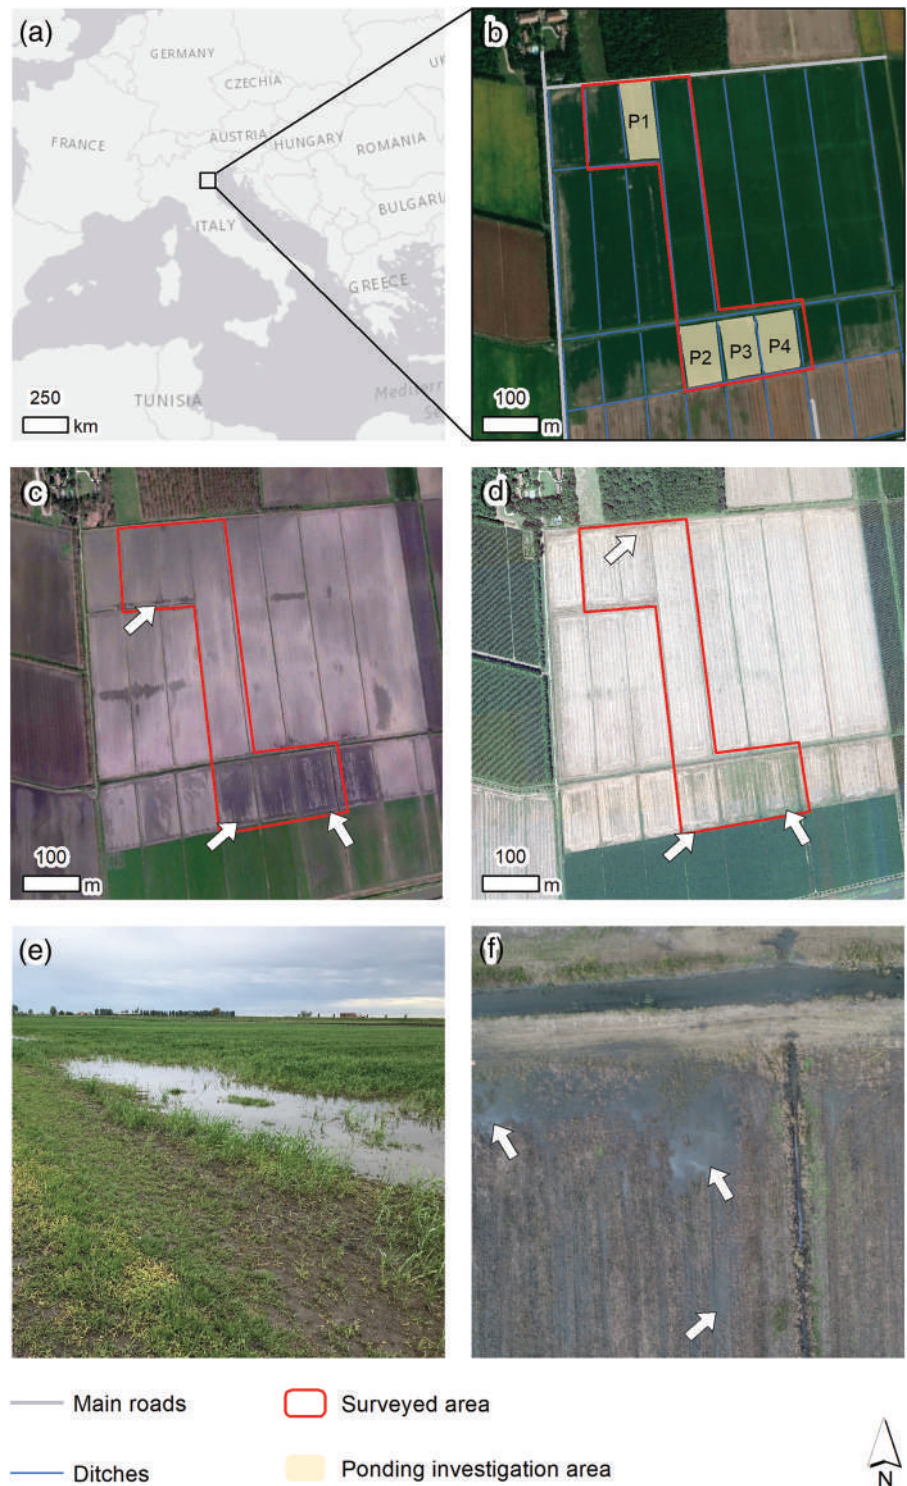 (a)
GERMANY
UK
CZECHIA
FRANCE
AUSTRIA
HUNGARY
ROMANIA
ITALY
BULGARI
GREECE
TUNISIA
Mediterr
Se
250
km
b
P1
P2
P3
P4
100
m
c
100
m
d
100
m
(e)
(f)
Main roads
Surveyed area
Ditches
Ponding investigation area
N